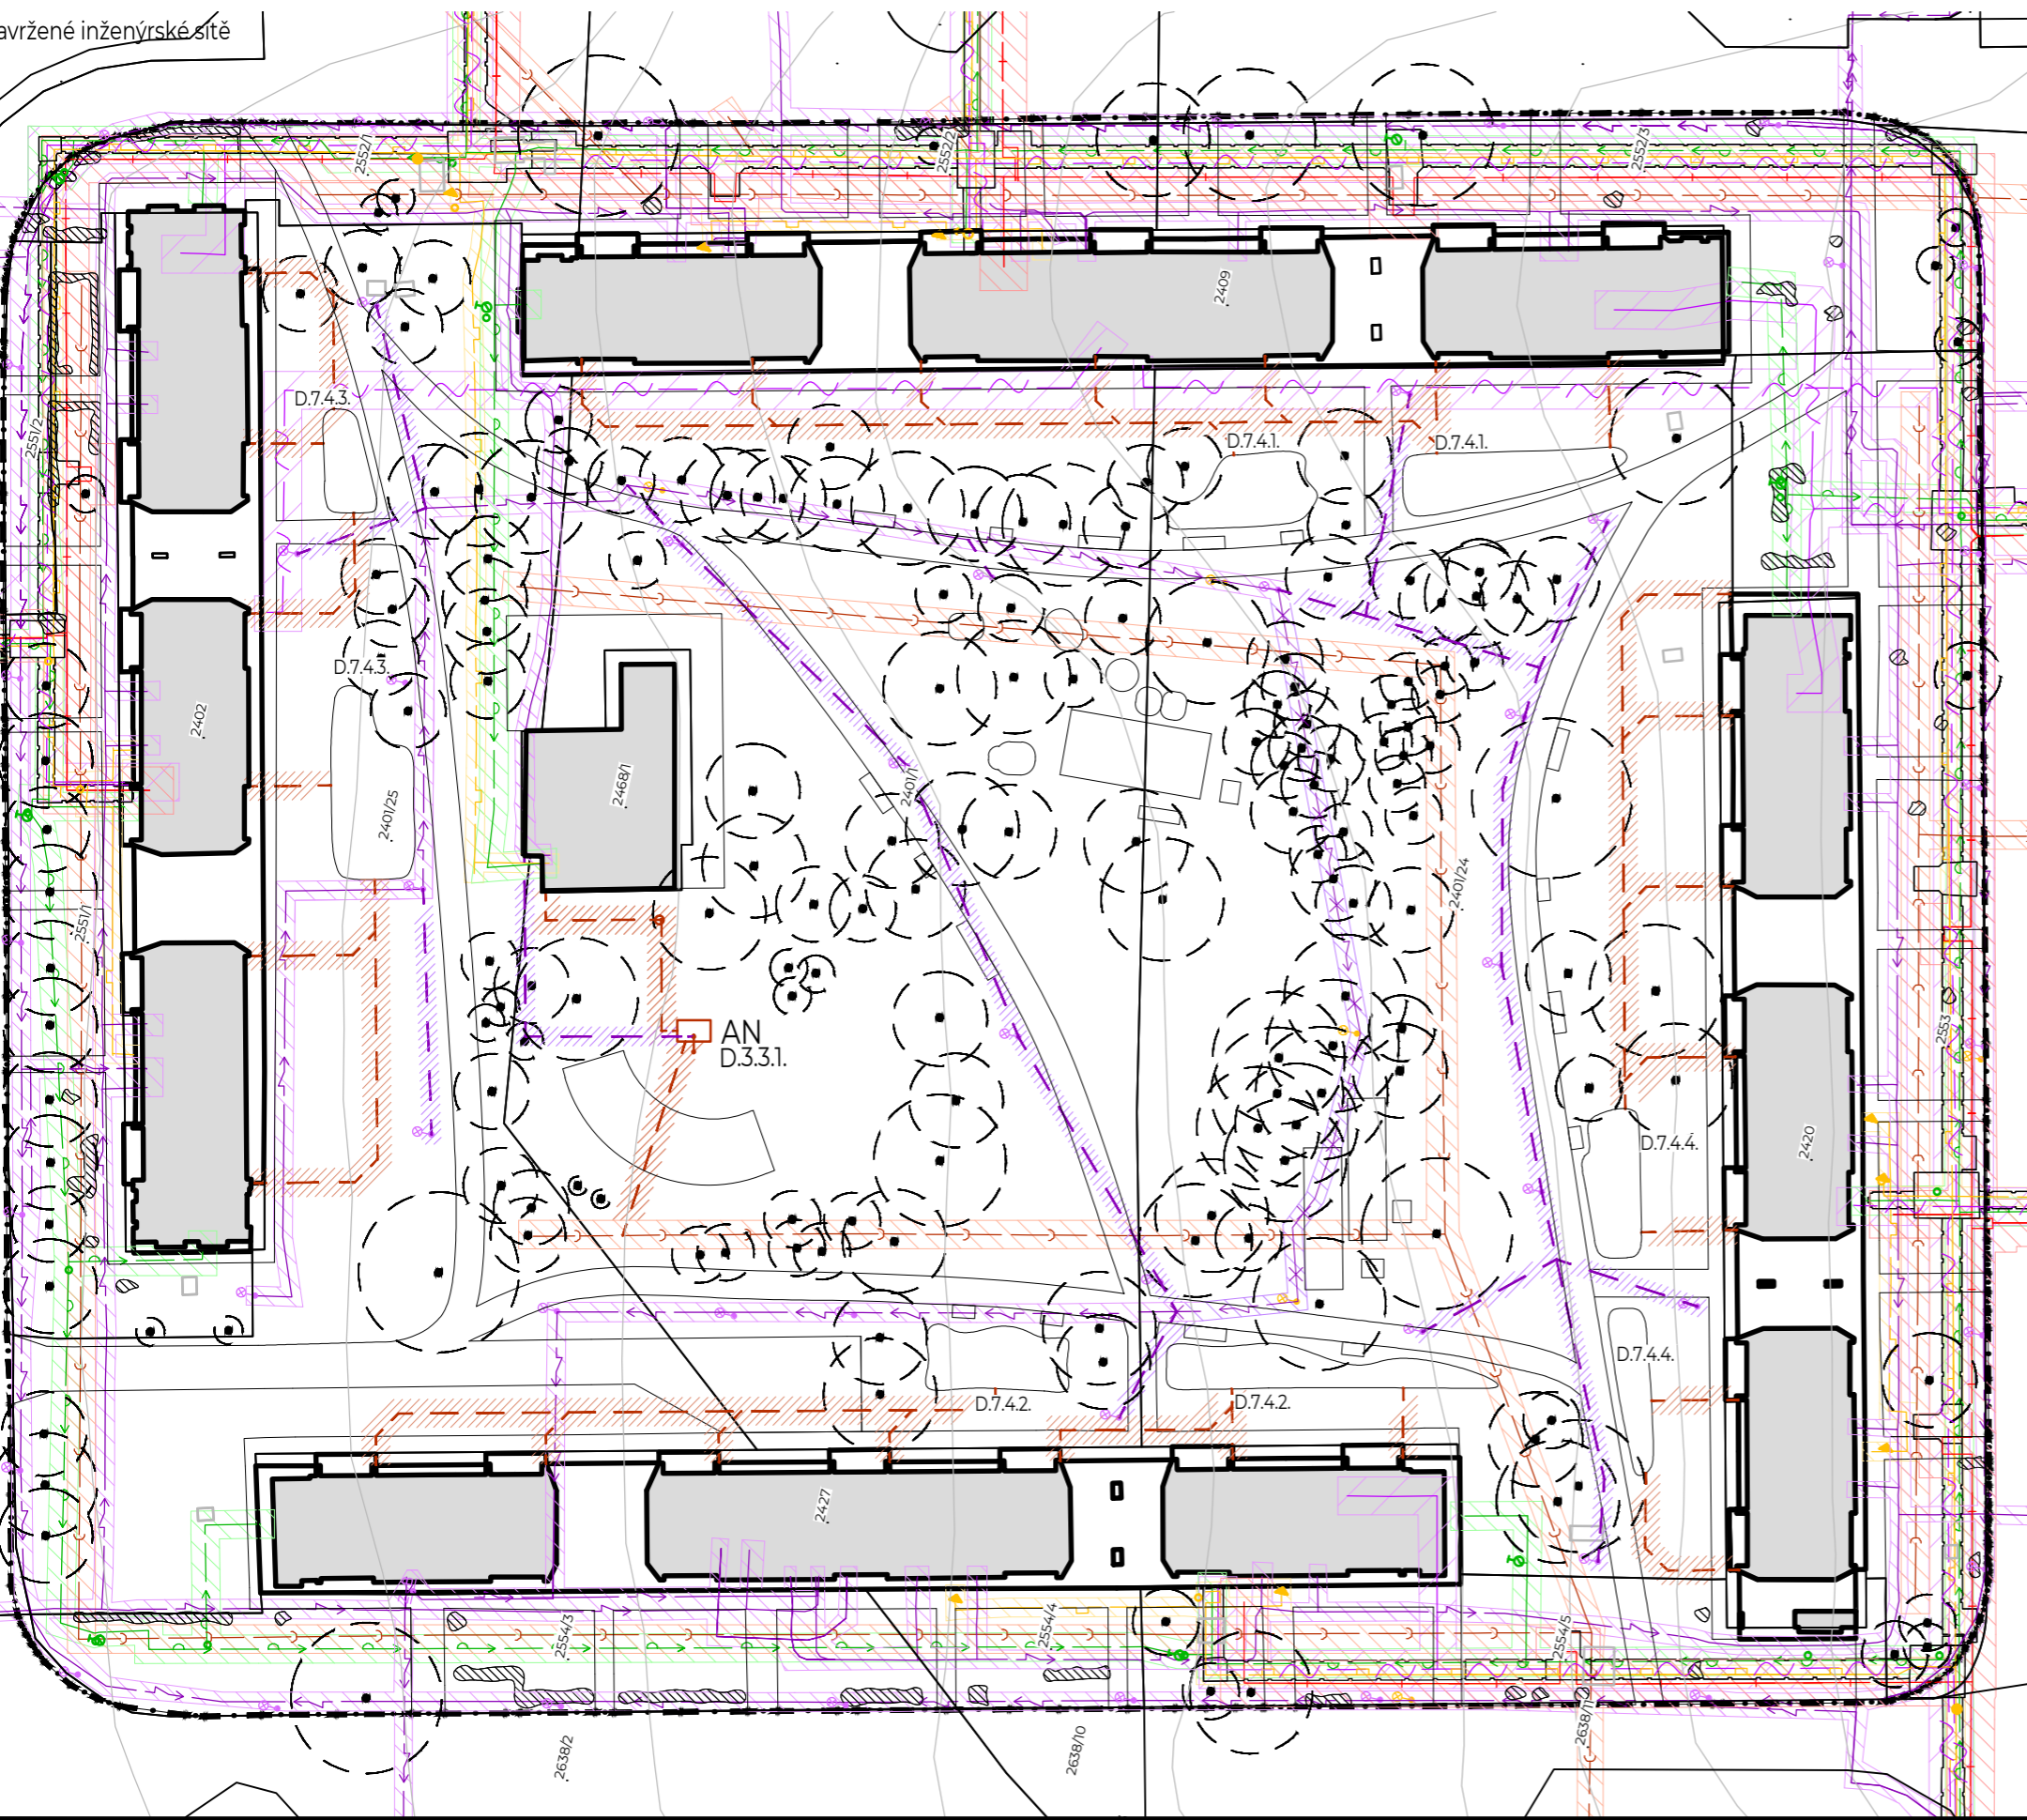 avržené inženýrské sítě
2552/1
2552/2
2552/3
2409
D.7.4.3.
2551/2
D.7.4.1.
D.7.4.1.
D.7.4.3.
2402
2468/1
2401/1
2401/25
2401/24
2551/1
AN
D.3.3.1.
2553
D.7.4.4.
2420
D.7.4.4.
D.7.4.2.
D.7.4.2.
2427
2554/3
2554/4
2554/5
2638/2
2638/10
2638/11